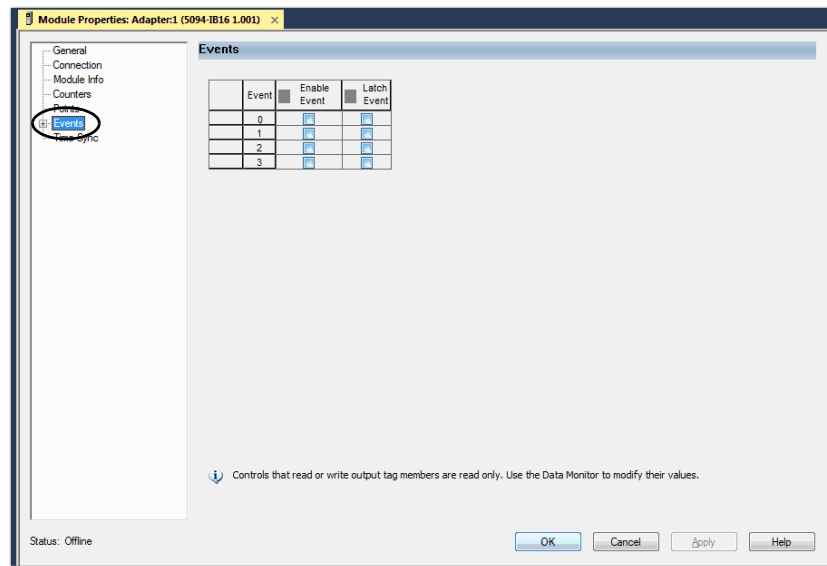 Module Properties: Adapter:1 (5094-IB16 1.001) ×
General
Connection
Module Info
Counters
Points
Events
Time Sync
Events
Event
Enable Event
Latch Event
0
1
2
3
Controls that read or write output tag members are read only. Use the Data Monitor to modify their values.
Status: Offline
OK
Cancel
Apply
Help